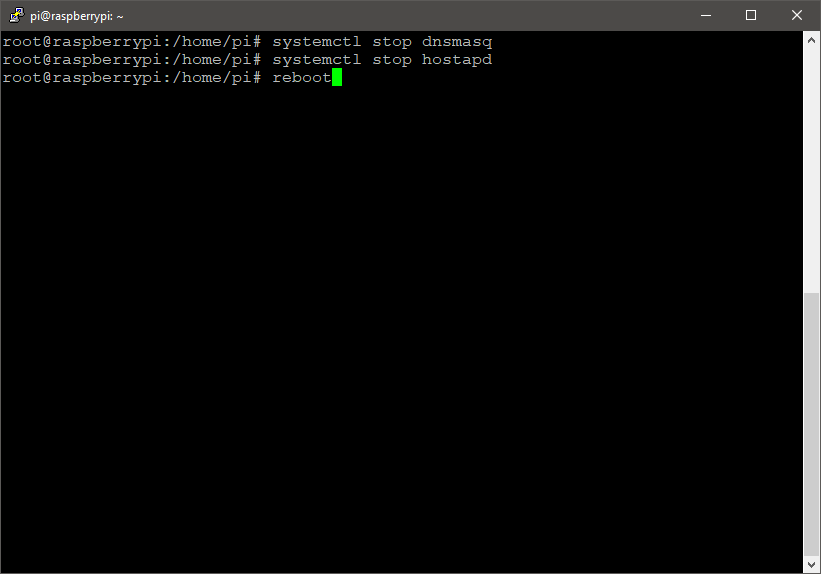 pi@raspberrypi: ~
root@raspberrypi:/home/pi# systemctl stop dnsmasq
root@raspberrypi:/home/pi# systemctl stop hostapd
root@raspberrypi:/home/pi# reboot